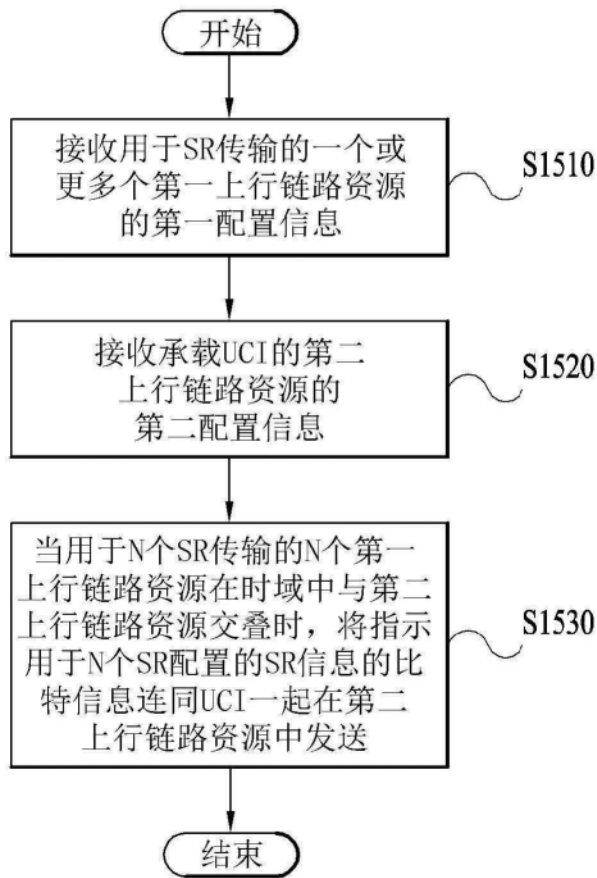 开始
接收用于SR传输的一个或
更多个第一上行链路资源
的第一配置信息
S1510
接收承载UCI的第二
上行链路资源的
第二配置信息
S1520
当用于N个SR传输的N个第一
上行链路资源在时域中与第二
上行链路资源交叠时，将指示
用于N个SR配置的SR信息的比
特信息连同UCI一起在第二
上行链路资源中发送
S1530
结束